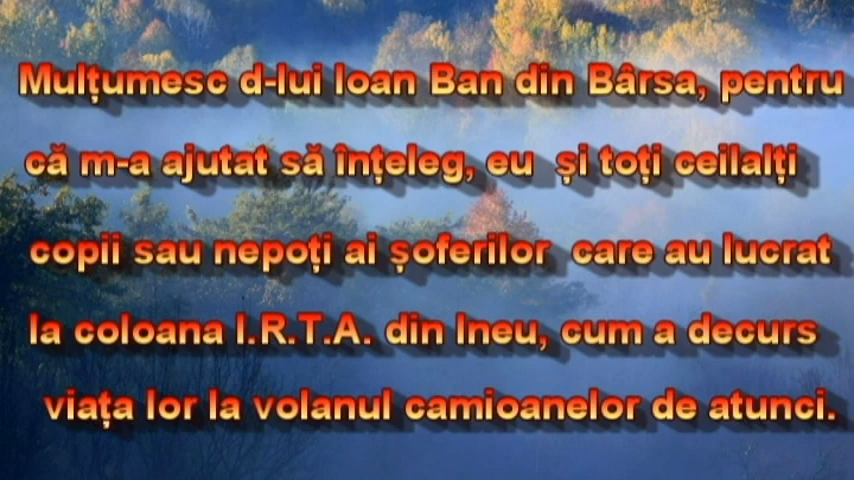 Mulțumesc d-lui Ioan Ban din Bârsa, pentru
că m-a ajutat să înțeleg, eu și toți ceilalți
copii sau nepoți ai șoferilor care au lucrat
la coloana I.R.T.A. din Ineu, cum a decurs
viața lor la volanul camioanelor de atunci.